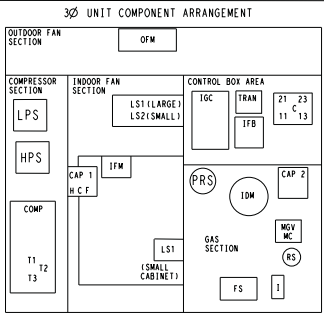 3Ø UNIT COMPONENT ARRANGEMENT
OUTDOOR FAN
SECTION
OFM
COMPRESSOR
SECTION
LPS
HPS
COMP
T1
T2
T3
INDOOR FAN
SECTION
LS1(LARGE)
LS2(SMALL)
IFM
CAP 1
H C F
LS1
(SMALL
CABINET)
CONTROL BOX AREA
IGC
TRAN
IFB
21 23
C
11 13
PRS
IDM
CAP 2
MGV
MC
GAS
SECTION
RS
FS
I